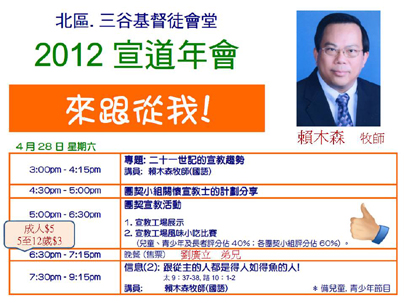 北區. 三谷基督徒會堂
2012 宣道年會
來跟從我!
賴木森 牧師
4 月 28 日 星期六
3:00pm - 4:15pm
專題: 二十一世紀的宣教趨勢
講員: 賴木森牧師(國語)
4:30pm - 5:00pm
團契小組關懷宣教士的計劃分享
5:00pm - 6:30pm
團契宣教活動
1. 宣教工場展示
2. 宣教工場風味小吃比賽
(兒童、青少年及長者評分佔 40%;各團契小組評分佔 60%)。
成人$5
5至12歲$3
6:30pm - 7:15pm
晚餐 (售票) 劉廣立 弟兄
7:30pm - 9:15pm
信息(2): 跟從主的人都是得人如得魚的人!
太 9:37-38, 路 10:1-2
講員: 賴木森牧師(國語)
* 備兒童, 青少年節目